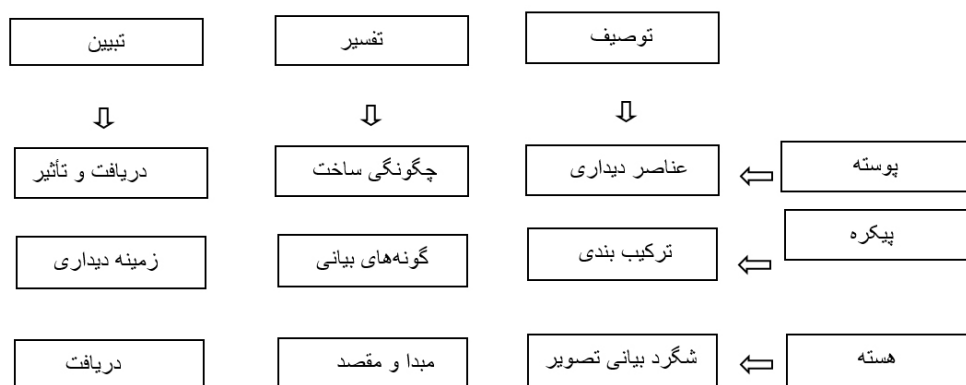 توصیف
تفسیر
تبیین
پوسته
عناصر دیداری
چگونگی ساخت
دریافت و تأثیر
پیکره
ترکیب بندی
گونه‌های بیانی
زمینه دیداری
هسته
شگرد بیانی تصویر
مبدا و مقصد
دریافت